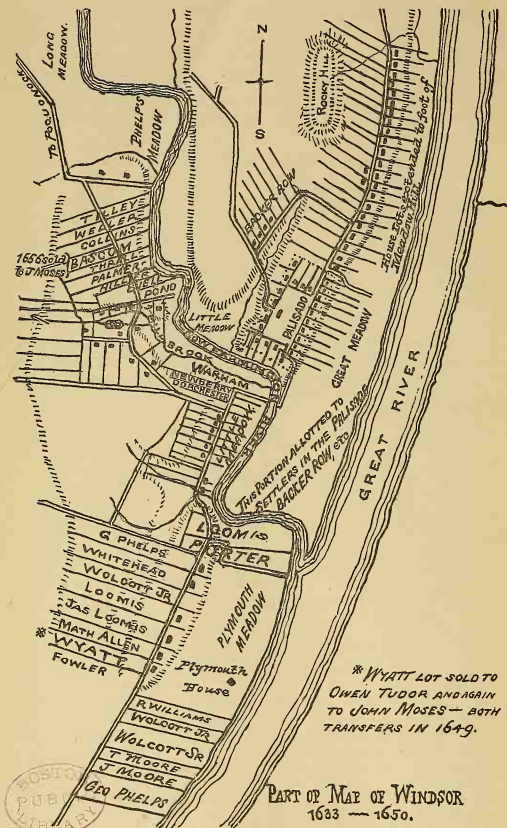 LONG
MEADOW.
TO POQUONOCK
PHELPS
MEADOW
N
S
ROCKY HILL
House lots extended to foot of
Meadow Hill
BACKER ROW
TILLEY
WELLER
COLLINS
BASCOM
THRALL
PALMER
HILLIER
POND
1656 sold
to J MOSES
LITTLE
MEADOW
PALISADO
GREAT MEADOW
BROOK
WARHAM
NEWBERRY
LITTLE
MEADOW
THIS PORTION ALLOTTED TO
SETTLERS IN THE PALISADO
BACKER ROW, etc
GREAT RIVER
LOOMIS
PORTER
G PHELPS
WHITEHEAD
WOLCOTT JR
LOOMIS
JAS LOOMIS
MATH ALLEN
* WYATT
FOWLER
PLYMOUTH
MEADOW
Plymouth
House
R WILLIAMS
WOLCOTT JR
WOLCOTT SR
T MOORE
J MOORE
GEO PHELPS
* WYATT LOT SOLD TO
OWEN TUDOR AND AGAIN
TO JOHN MOSES — BOTH
TRANSFERS IN 1649.
PART OF MAP OF WINDSOR
1633 — 1650.
BOSTON
PUBLIC
LIBRARY